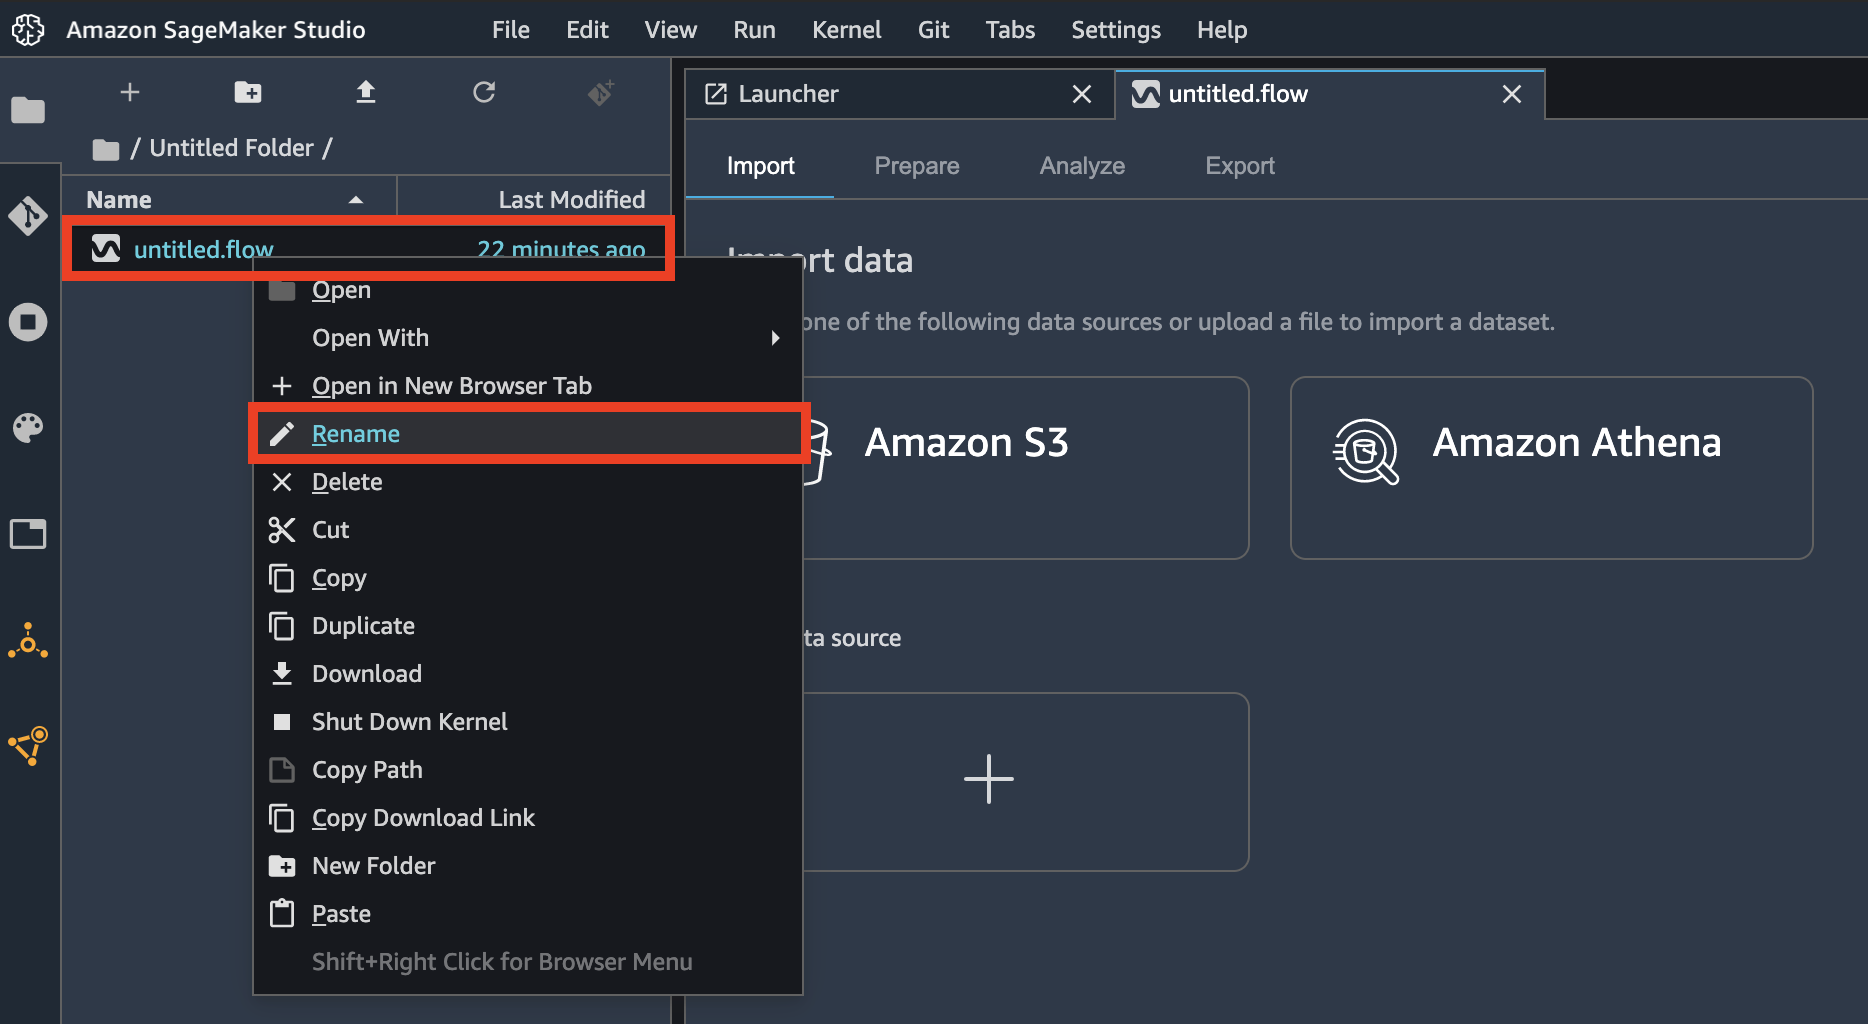 Amazon SageMaker Studio File Edit View Run Kernel Git Tabs Settings Help
Launcher untitled.flow
/ Untitled Folder /
Import Prepare Analyze Export
Name Last Modified
untitled.flow 22 minutes ago
Import data
one of the following data sources or upload a file to import a dataset.
Open
Open With
Open in New Browser Tab
Rename
Delete
Cut
Copy
Duplicate
Download
Shut Down Kernel
Copy Path
Copy Download Link
New Folder
Paste
Shift+Right Click for Browser Menu
Amazon S3
Amazon Athena
ta source